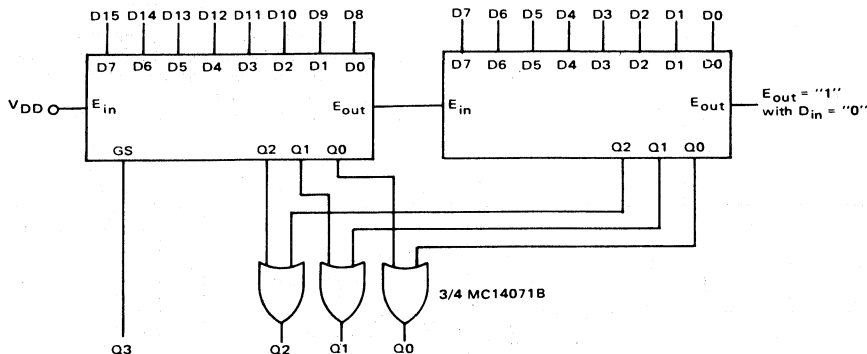 D15 D14 D13 D12 D11 D10 D9 D8
D7 D6 D5 D4 D3 D2 D1 D0
D7 D6 D5 D4 D3 D2 D1 D0
D7 D6 D5 D4 D3 D2 D1 D0
VDD
Ein
Eout
Ein
Eout
Eout = "1"
with Din = "0"
GS
Q2 Q1 Q0
Q2 Q1 Q0
3/4 MC14071B
Q3 Q2 Q1 Q0